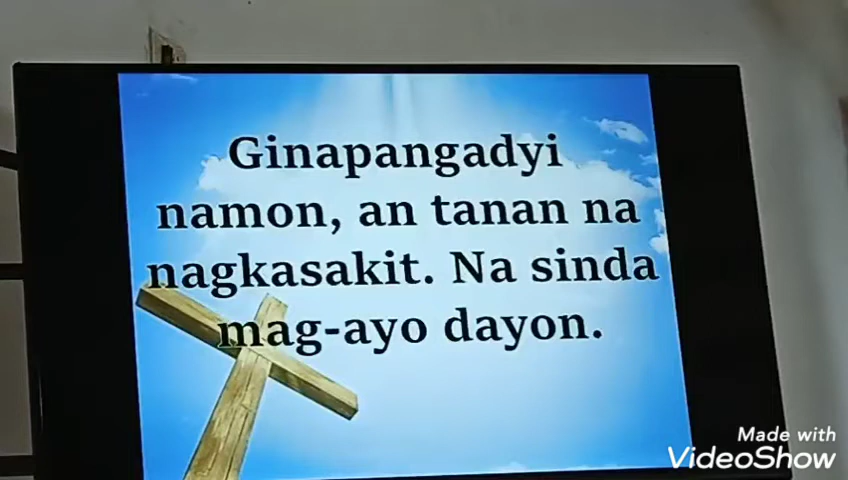 Ginapangadyi
namon, an tanan na
nagkasakit. Na sinda
mag-ayo dayon.
Made with
VideoShow